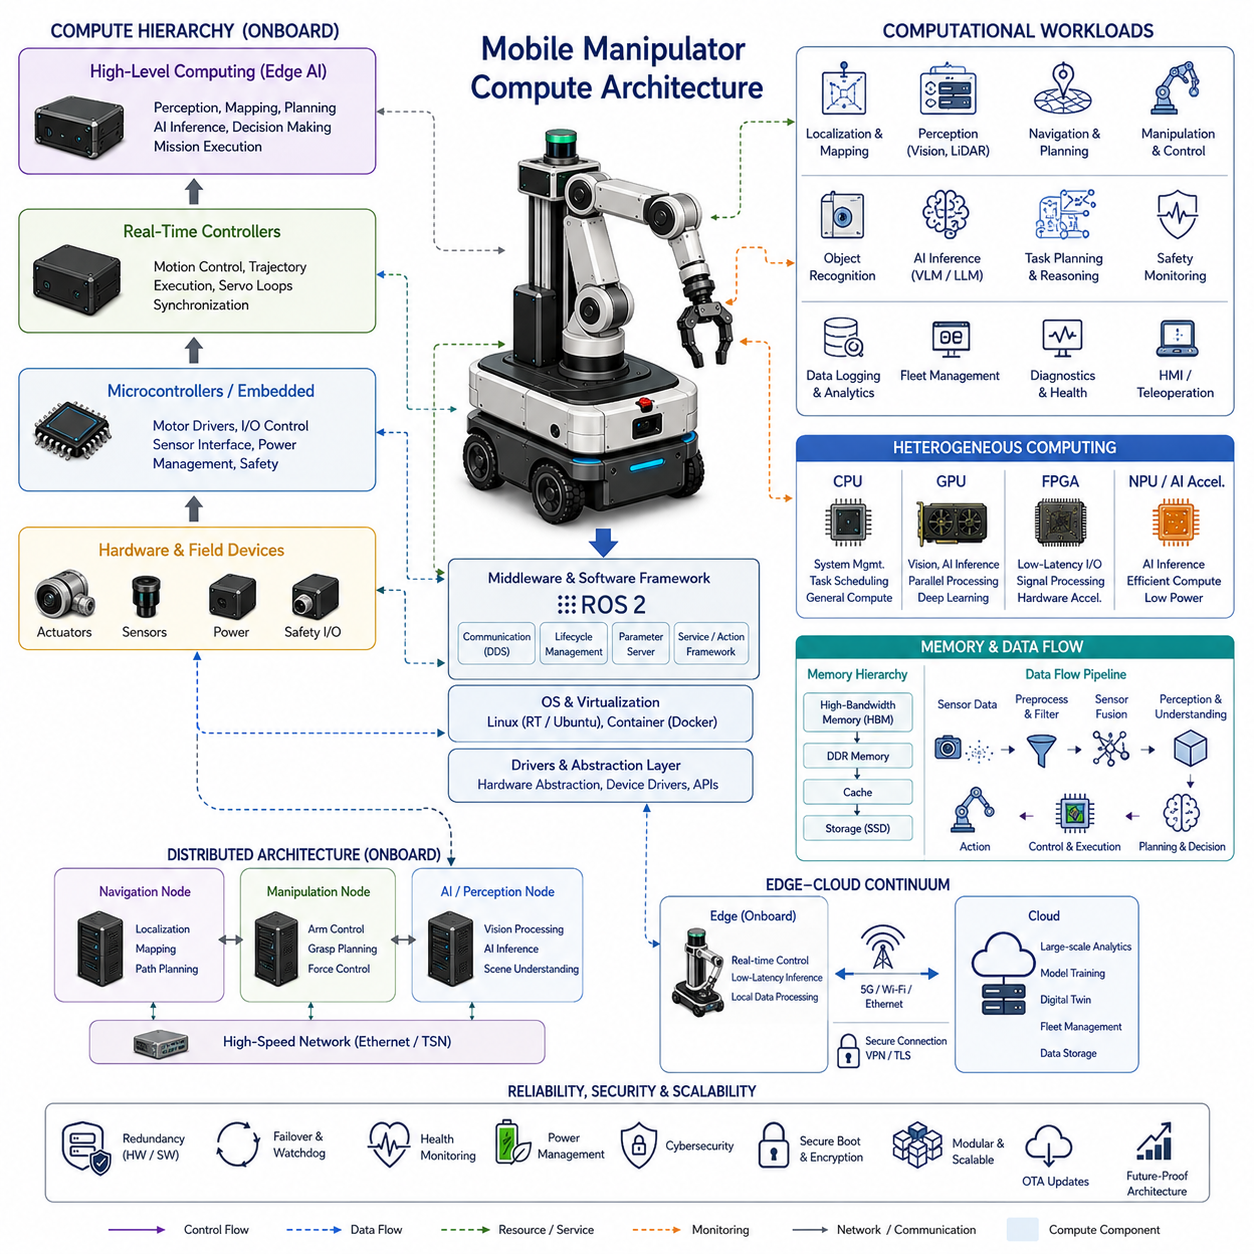 Mobile Manipulator
Compute Architecture
COMPUTE HIERARCHY (ONBOARD)
High-Level Computing (Edge AI)
Perception, Mapping, Planning
AI Inference, Decision Making
Mission Execution
Real-Time Controllers
Motion Control, Trajectory
Execution, Servo Loops
Synchronization
Microcontrollers / Embedded
Motor Drivers, I/O Control
Sensor Interface, Power
Management, Safety
Hardware & Field Devices
Actuators
Sensors
Power
Safety I/O
COMPUTATIONAL WORKLOADS
Localization &
Mapping
Perception
(Vision, LiDAR)
Navigation &
Planning
Manipulation
& Control
Object
Recognition
AI Inference
(VLM / LLM)
Task Planning
& Reasoning
Safety
Monitoring
Data Logging
& Analytics
Fleet Management
Diagnostics
& Health
HMI /
Teleoperation
HETEROGENEOUS COMPUTING
CPU
System Mgmt.
Task Scheduling
General Compute
GPU
Vision, AI Inference
Parallel Processing
Deep Learning
FPGA
Low-Latency I/O
Signal Processing
Hardware Accel.
NPU / AI Accel.
AI Inference
Efficient Compute
Low Power
Middleware & Software Framework
ROS 2
Communication
(DDS)
Lifecycle
Management
Parameter
Server
Service / Action
Framework
OS & Virtualization
Linux (RT / Ubuntu), Container (Docker)
Drivers & Abstraction Layer
Hardware Abstraction, Device Drivers, APIs
MEMORY & DATA FLOW
Memory Hierarchy
High-Bandwidth
Memory (HBM)
DDR Memory
Cache
Storage (SSD)
Data Flow Pipeline
Sensor Data
Preprocess
& Filter
Sensor
Fusion
Perception &
Understanding
Action
Control & Execution
Planning & Decision
DISTRIBUTED ARCHITECTURE (ONBOARD)
Navigation Node
Localization
Mapping
Path Planning
Manipulation Node
Arm Control
Grasp Planning
Force Control
AI / Perception Node
Vision Processing
AI Inference
Scene Understanding
High-Speed Network (Ethernet / TSN)
EDGE–CLOUD CONTINUUM
Edge (Onboard)
Real-time Control
Low-Latency Inference
Local Data Processing
5G / Wi-Fi /
Ethernet
Secure Connection
VPN / TLS
Cloud
Large-scale Analytics
Model Training
Digital Twin
Fleet Management
Data Storage
RELIABILITY, SECURITY & SCALABILITY
Redundancy
(HW / SW)
Failover &
Watchdog
Health
Monitoring
Power
Management
Cybersecurity
Secure Boot
& Encryption
Modular &
Scalable
OTA Updates
Future-Proof
Architecture
Control Flow
Data Flow
Resource / Service
Monitoring
Network / Communication
Compute Component